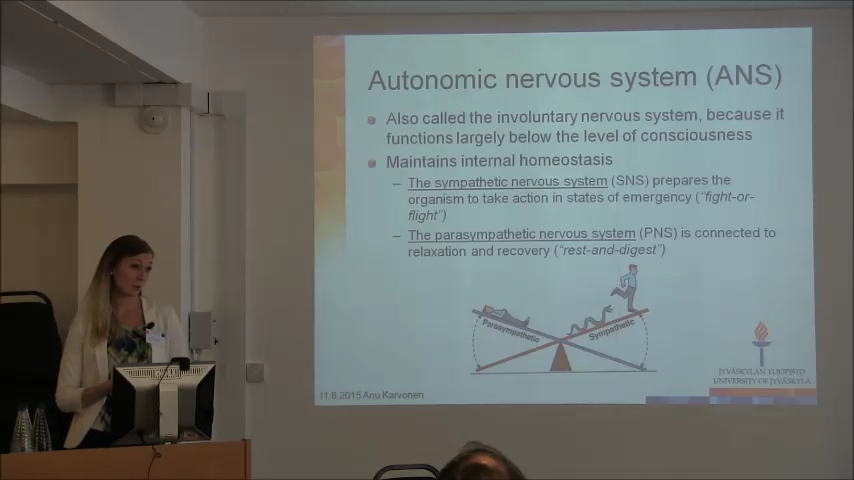 Autonomic nervous system (ANS)
Also called the involuntary nervous system, because it
functions largely below the level of consciousness
Maintains internal homeostasis
– The sympathetic nervous system (SNS) prepares the
organism to take action in states of emergency ("fight-or-
flight")
– The parasympathetic nervous system (PNS) is connected to
relaxation and recovery ("rest-and-digest")
Parasympathetic
Sympathetic
JYVÄSKYLÄN YLIOPISTO
UNIVERSITY OF JYVÄSKYLÄ
11.6.2015 Anu Karvonen